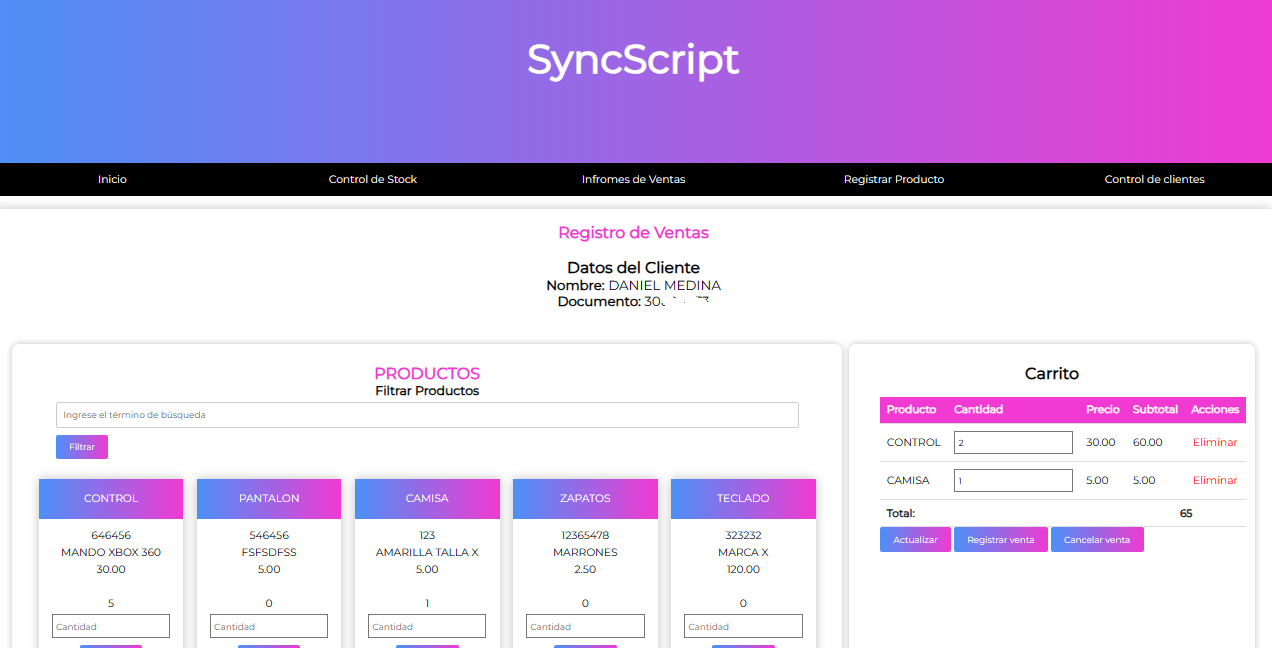 SyncScript
Inicio Control de Stock Infromes de Ventas Registrar Producto Control de clientes
Registro de Ventas
Datos del Cliente
Nombre: DANIEL MEDINA
Documento:
PRODUCTOS
Filtrar Productos
Ingrese el término de búsqueda
Filtrar
CONTROL
646456
MANDO XBOX 360
30.00
5
Cantidad
PANTALON
546456
FSFSDFSS
5.00
0
Cantidad
CAMISA
123
AMARILLA TALLA X
5.00
1
Cantidad
ZAPATOS
12365478
MARRONES
2.50
0
Cantidad
TECLADO
323232
MARCA X
120.00
0
Cantidad
Carrito
Producto Cantidad Precio Subtotal Acciones
CONTROL 2 30.00 60.00 Eliminar
CAMISA 1 5.00 5.00 Eliminar
Total: 65
Actualizar Registrar venta Cancelar venta